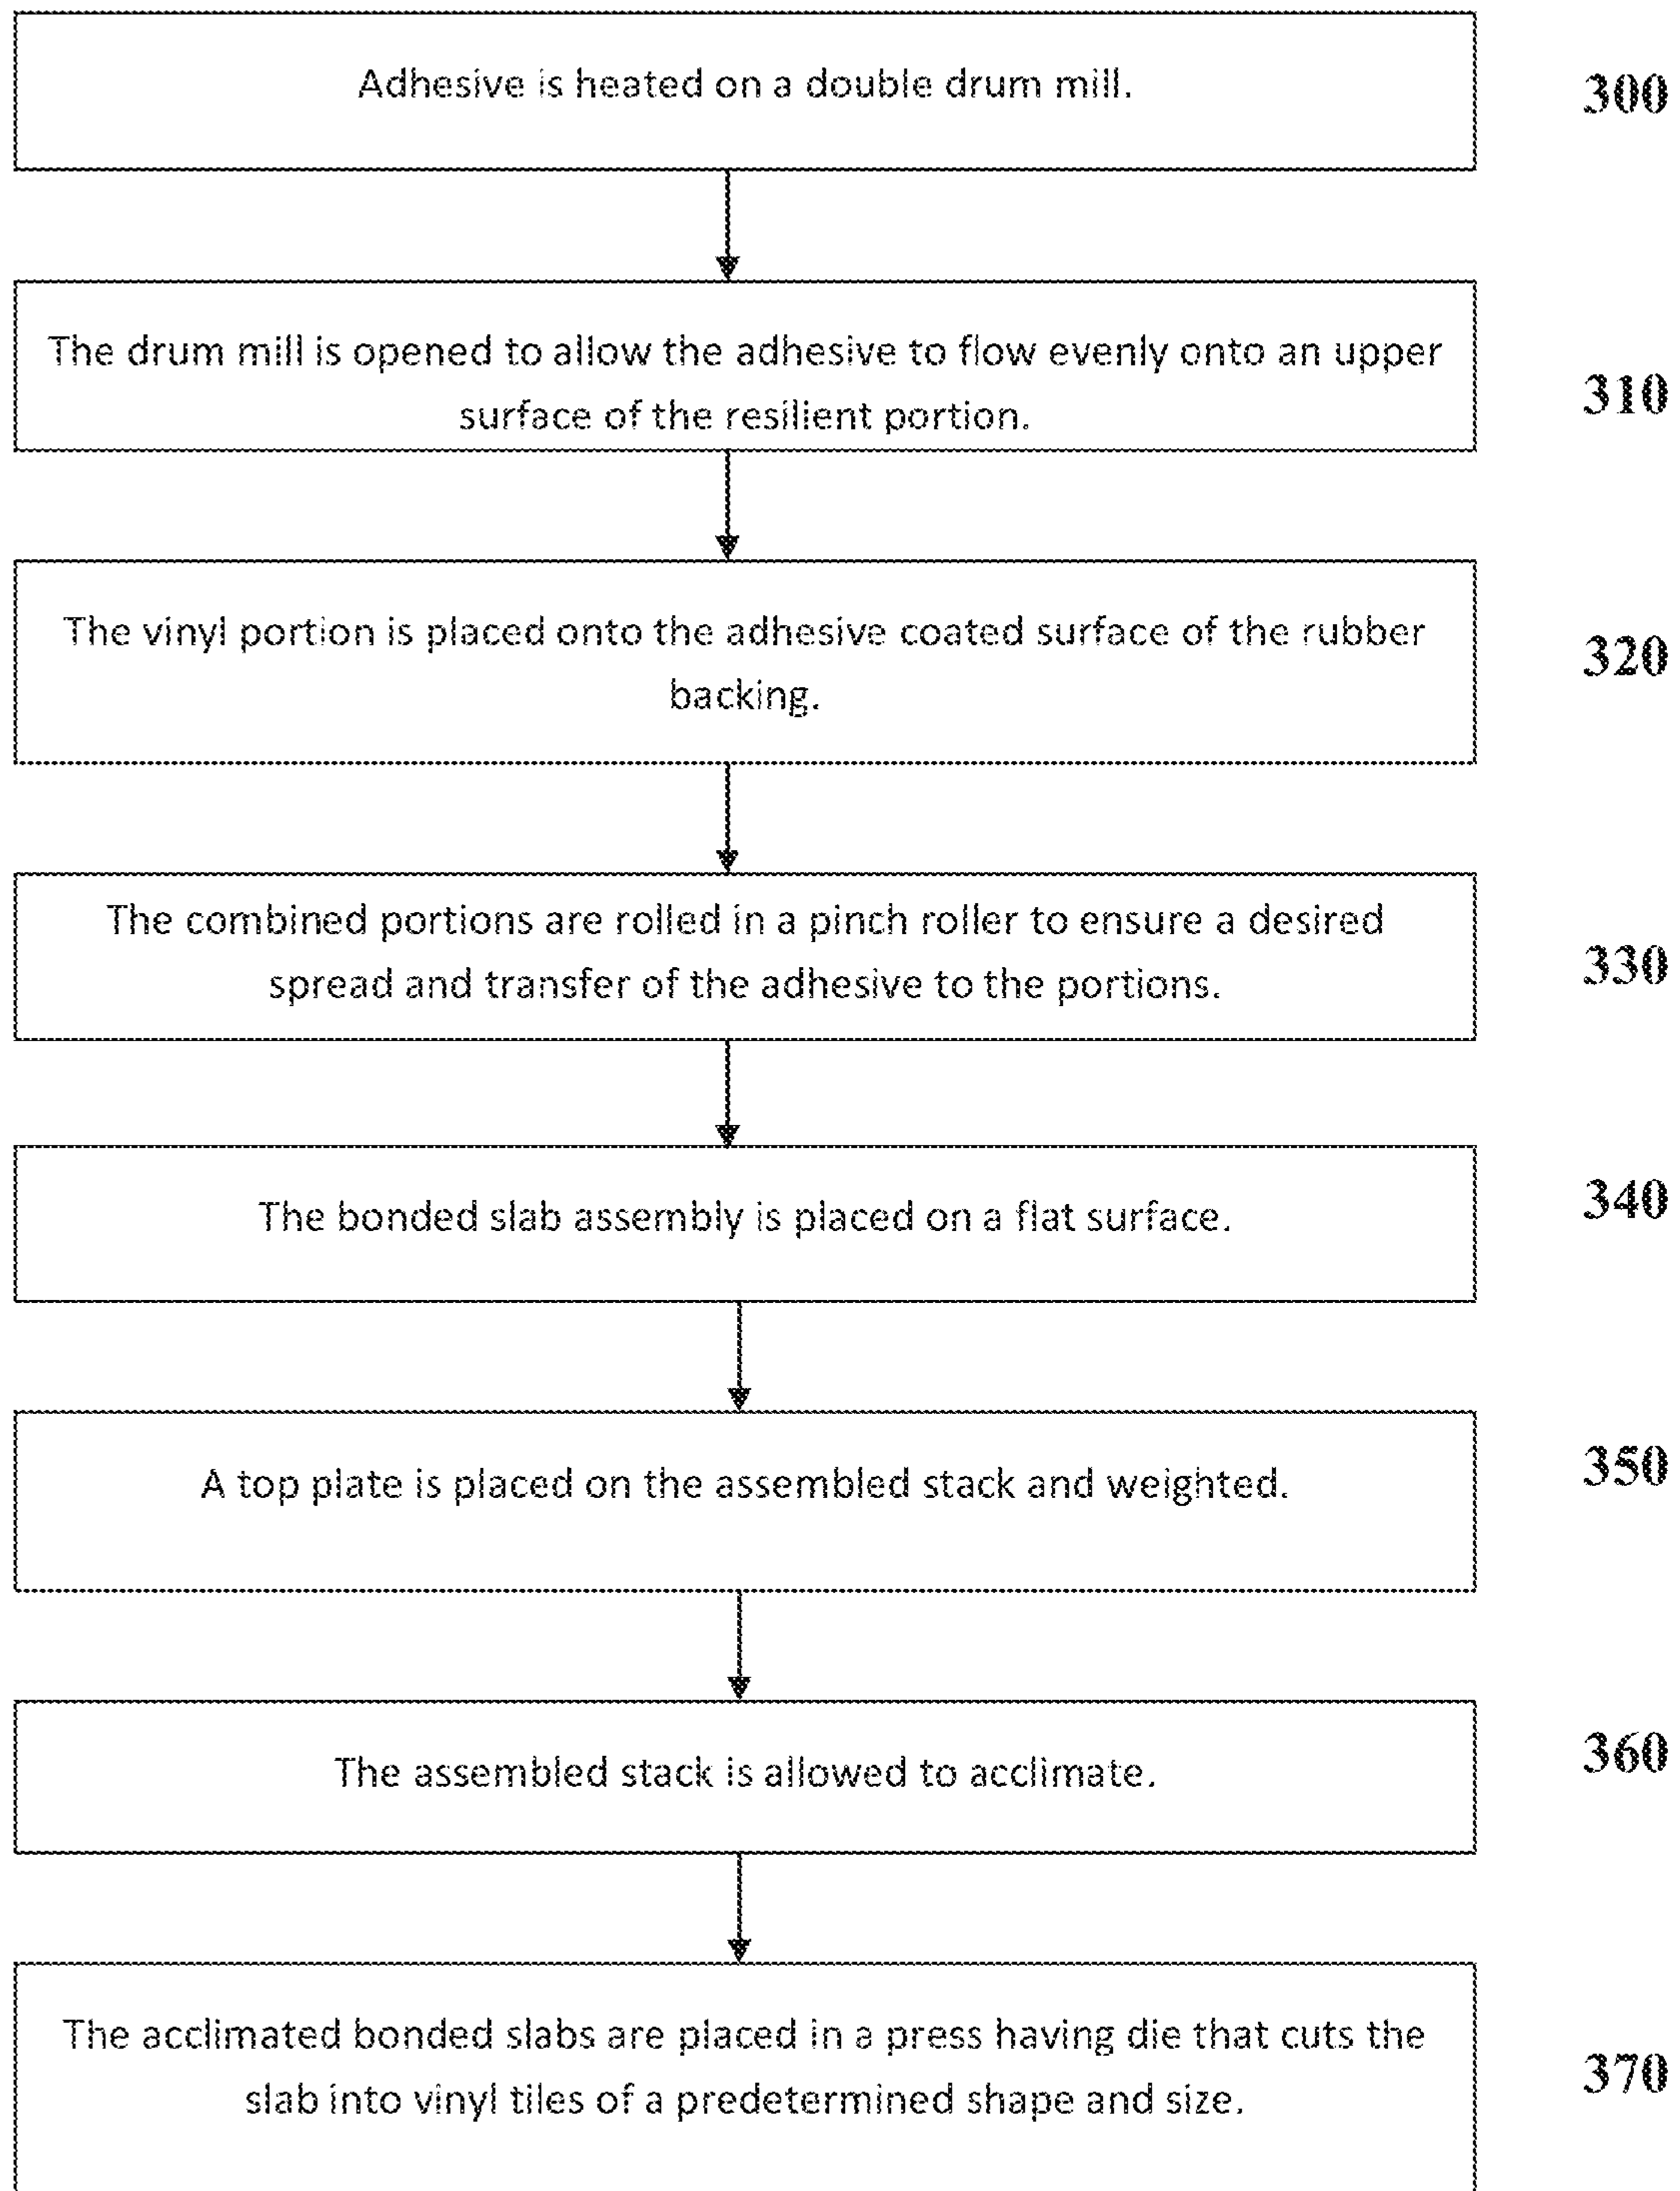 Adhesive is heated on a double drum mill.
300
The drum mill is opened to allow the adhesive to flow evenly onto an upper
surface of the resilient portion.
310
The vinyl portion is placed onto the adhesive coated surface of the rubber
backing.
320
The combined portions are rolled in a pinch roller to ensure a desired
spread and transfer of the adhesive to the portions.
330
The bonded slab assembly is placed on a flat surface.
340
A top plate is placed on the assembled stack and weighted.
350
The assembled stack is allowed to acclimate.
360
The acclimated bonded slabs are placed in a press having die that cuts the
slab into vinyl tiles of a predetermined shape and size.
370